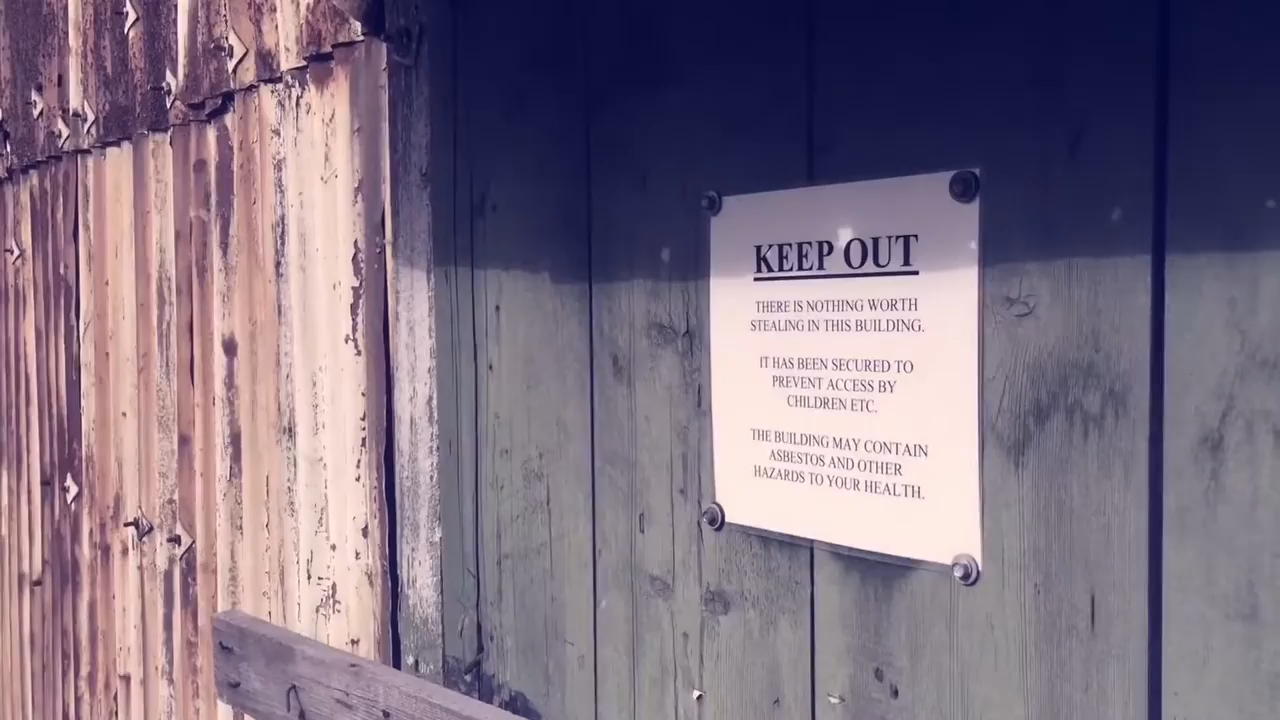 KEEP OUT
THERE IS NOTHING WORTH
STEALING IN THIS BUILDING.
IT HAS BEEN SECURED TO
PREVENT ACCESS BY
CHILDREN ETC.
THE BUILDING MAY CONTAIN
ASBESTOS AND OTHER
HAZARDS TO YOUR HEALTH.